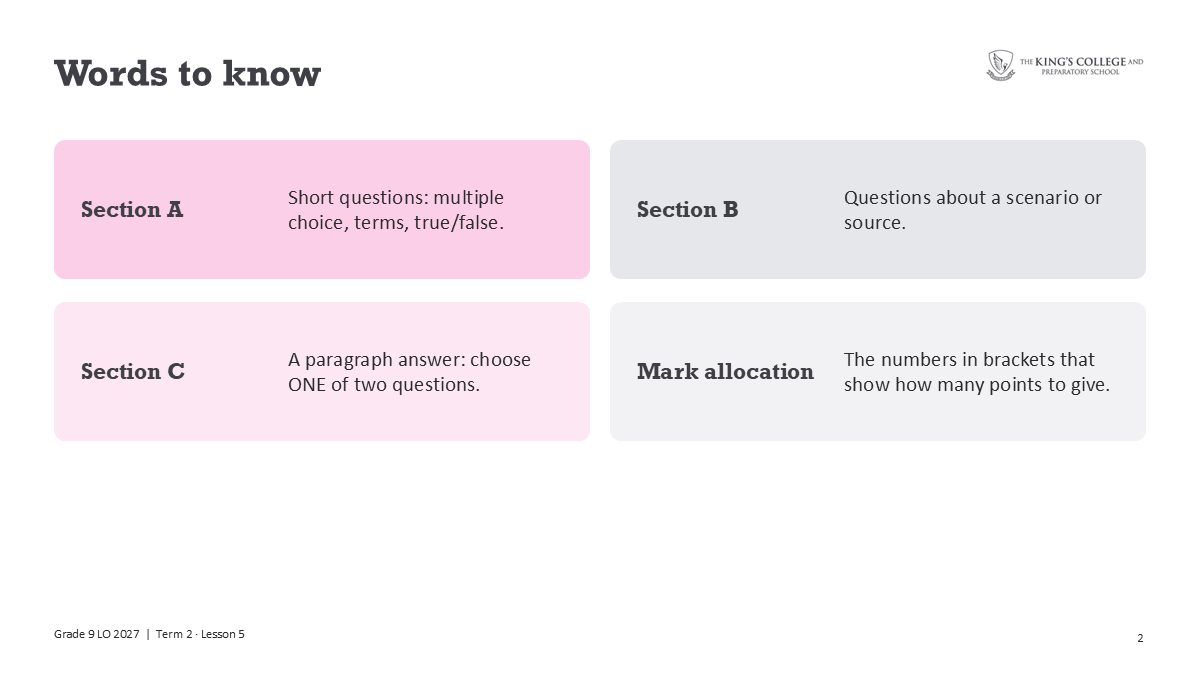 Words to know
THE KING'S COLLEGE AND
PREPARATORY SCHOOL
Section A
Short questions: multiple
choice, terms, true/false.
Section B
Questions about a scenario or
source.
Section C
A paragraph answer: choose
ONE of two questions.
Mark allocation
The numbers in brackets that
show how many points to give.
Grade 9 LO 2027 | Term 2 · Lesson 5
2